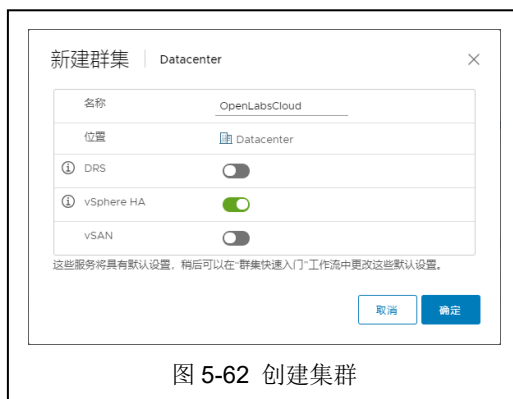 新建群集 Datacenter
名称 OpenLabsCloud
位置 Datacenter
DRS
vSphere HA
vSAN
这些服务将具有默认设置，稍后可以在“群集快速入门”工作流中更改这些默认设置。
取消 确定
图 5-62 创建集群